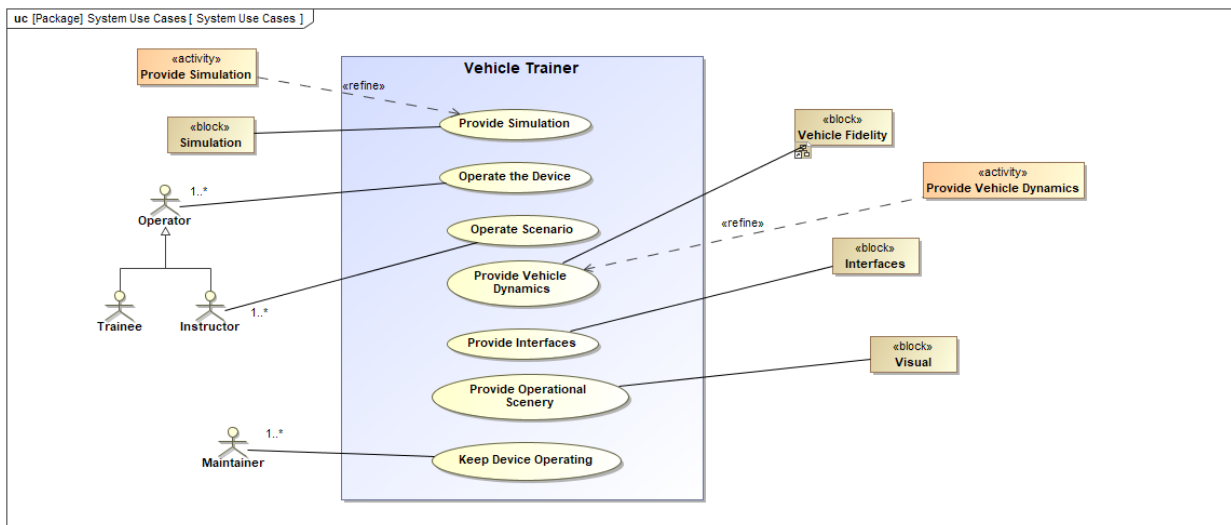 uc [Package] System Use Cases [ System Use Cases ]
«activity»
Provide Simulation
«refine»
Vehicle Trainer
Provide Simulation
«block»
Simulation
«block»
Vehicle Fidelity
Operate the Device
1..*
Operator
«activity»
Provide Vehicle Dynamics
«refine»
Operate Scenario
Provide Vehicle
Dynamics
«block»
Interfaces
Trainee
Instructor
1..*
Provide Interfaces
«block»
Visual
Provide Operational
Scenery
1..*
Maintainer
Keep Device Operating